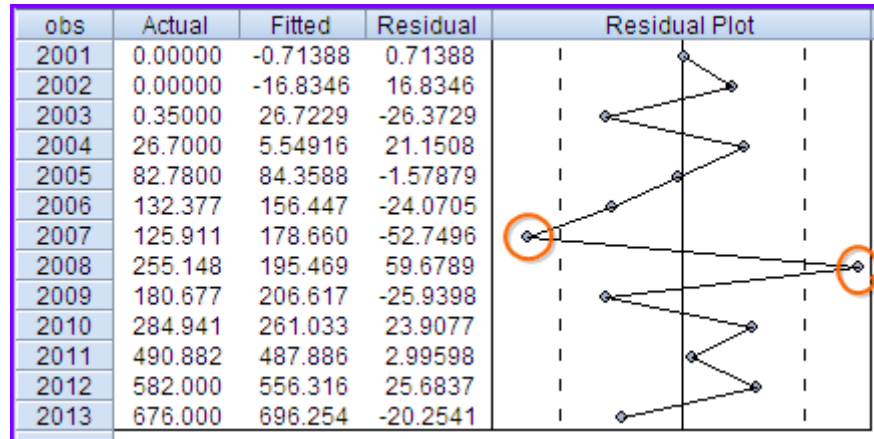 obs Actual Fitted Residual Residual Plot
2001 0.00000 -0.71388 0.71388
2002 0.00000 -16.8346 16.8346
2003 0.35000 26.7229 -26.3729
2004 26.7000 5.54916 21.1508
2005 82.7800 84.3588 -1.57879
2006 132.377 156.447 -24.0705
2007 125.911 178.660 -52.7496
2008 255.148 195.469 59.6789
2009 180.677 206.617 -25.9398
2010 284.941 261.033 23.9077
2011 490.882 487.886 2.99598
2012 582.000 556.316 25.6837
2013 676.000 696.254 -20.2541